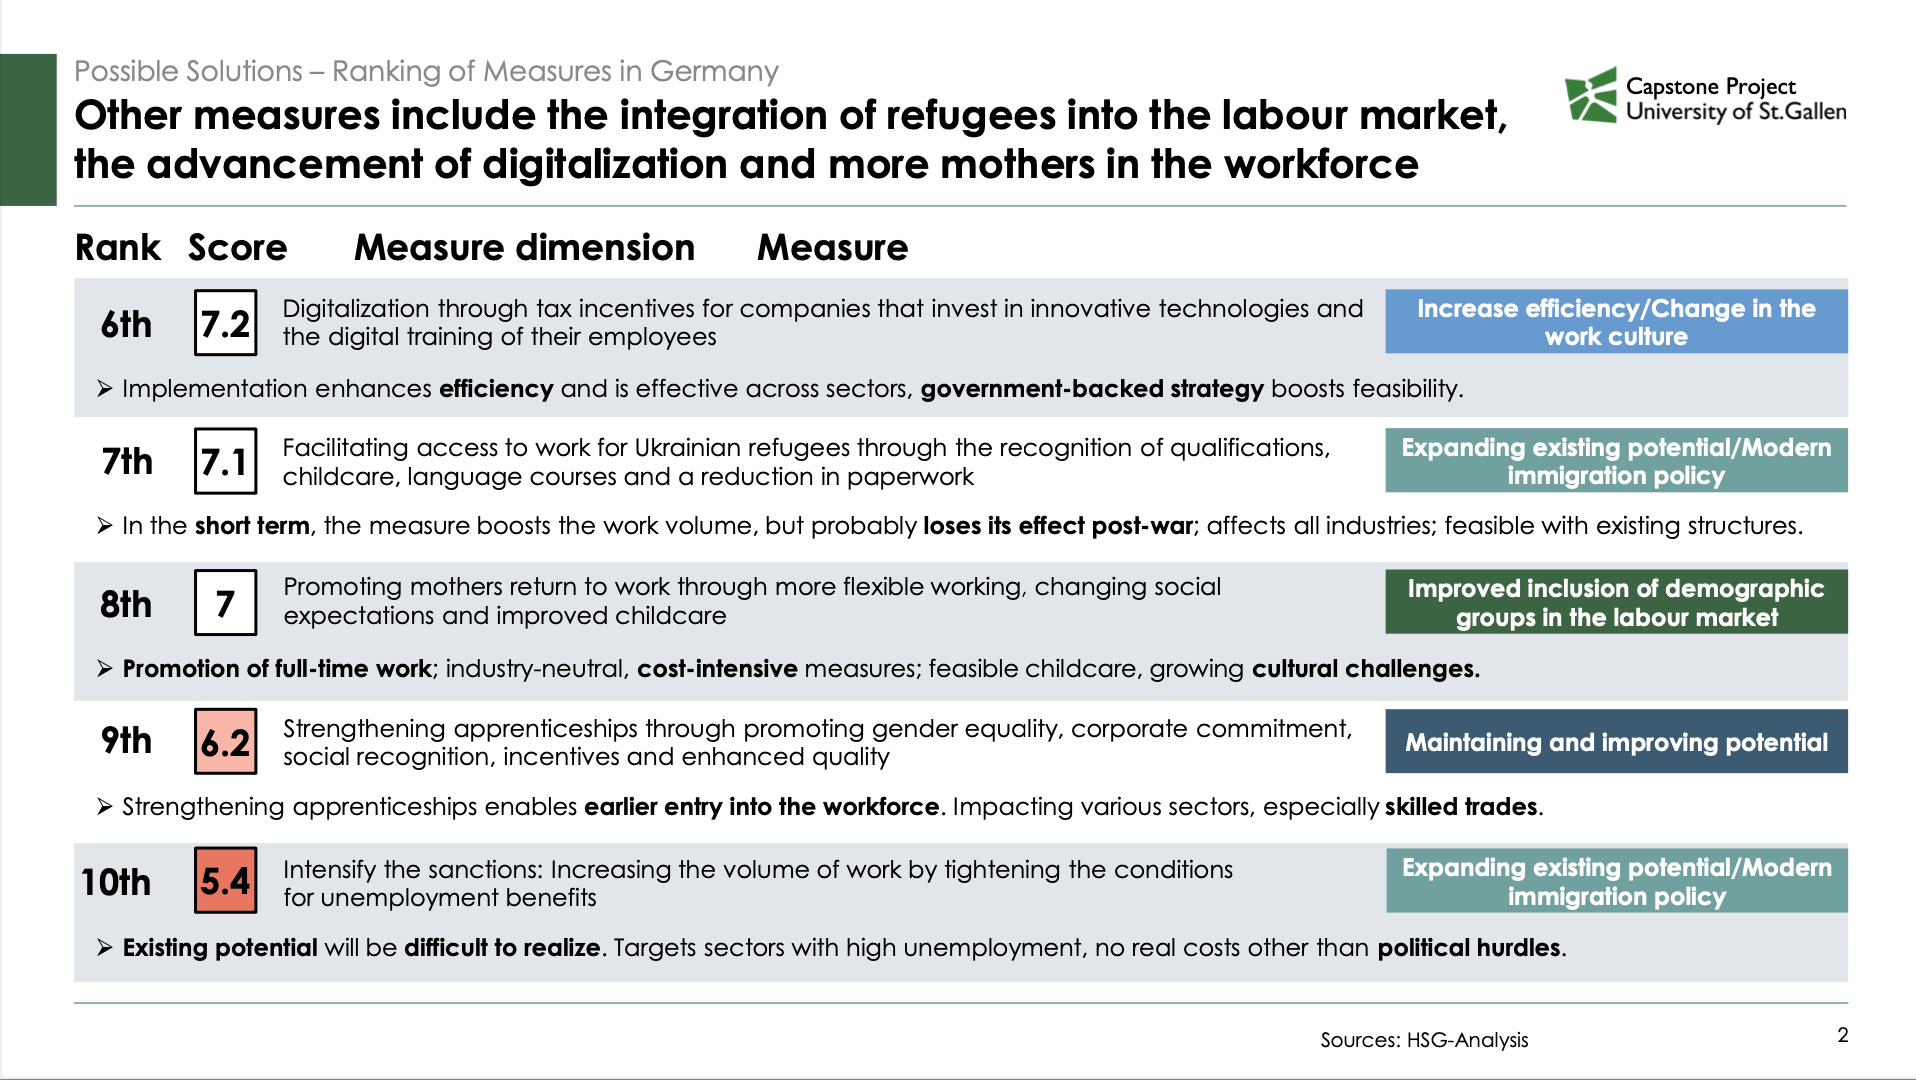 Possible Solutions – Ranking of Measures in Germany
Other measures include the integration of refugees into the labour market,
the advancement of digitalization and more mothers in the workforce
Capstone Project
University of St.Gallen
Rank Score Measure dimension Measure
6th
7.2
Digitalization through tax incentives for companies that invest in innovative technologies and
the digital training of their employees
Increase efficiency/Change in the
work culture
➢ Implementation enhances efficiency and is effective across sectors, government-backed strategy boosts feasibility.
7th
7.1
Facilitating access to work for Ukrainian refugees through the recognition of qualifications,
childcare, language courses and a reduction in paperwork
Expanding existing potential/Modern
immigration policy
➢ In the short term, the measure boosts the work volume, but probably loses its effect post-war; affects all industries; feasible with existing structures.
8th
7
Promoting mothers return to work through more flexible working, changing social
expectations and improved childcare
Improved inclusion of demographic
groups in the labour market
➢ Promotion of full-time work; industry-neutral, cost-intensive measures; feasible childcare, growing cultural challenges.
9th
6.2
Strengthening apprenticeships through promoting gender equality, corporate commitment,
social recognition, incentives and enhanced quality
Maintaining and improving potential
➢ Strengthening apprenticeships enables earlier entry into the workforce. Impacting various sectors, especially skilled trades.
10th
5.4
Intensify the sanctions: Increasing the volume of work by tightening the conditions
for unemployment benefits
Expanding existing potential/Modern
immigration policy
➢ Existing potential will be difficult to realize. Targets sectors with high unemployment, no real costs other than political hurdles.
Sources: HSG-Analysis
2